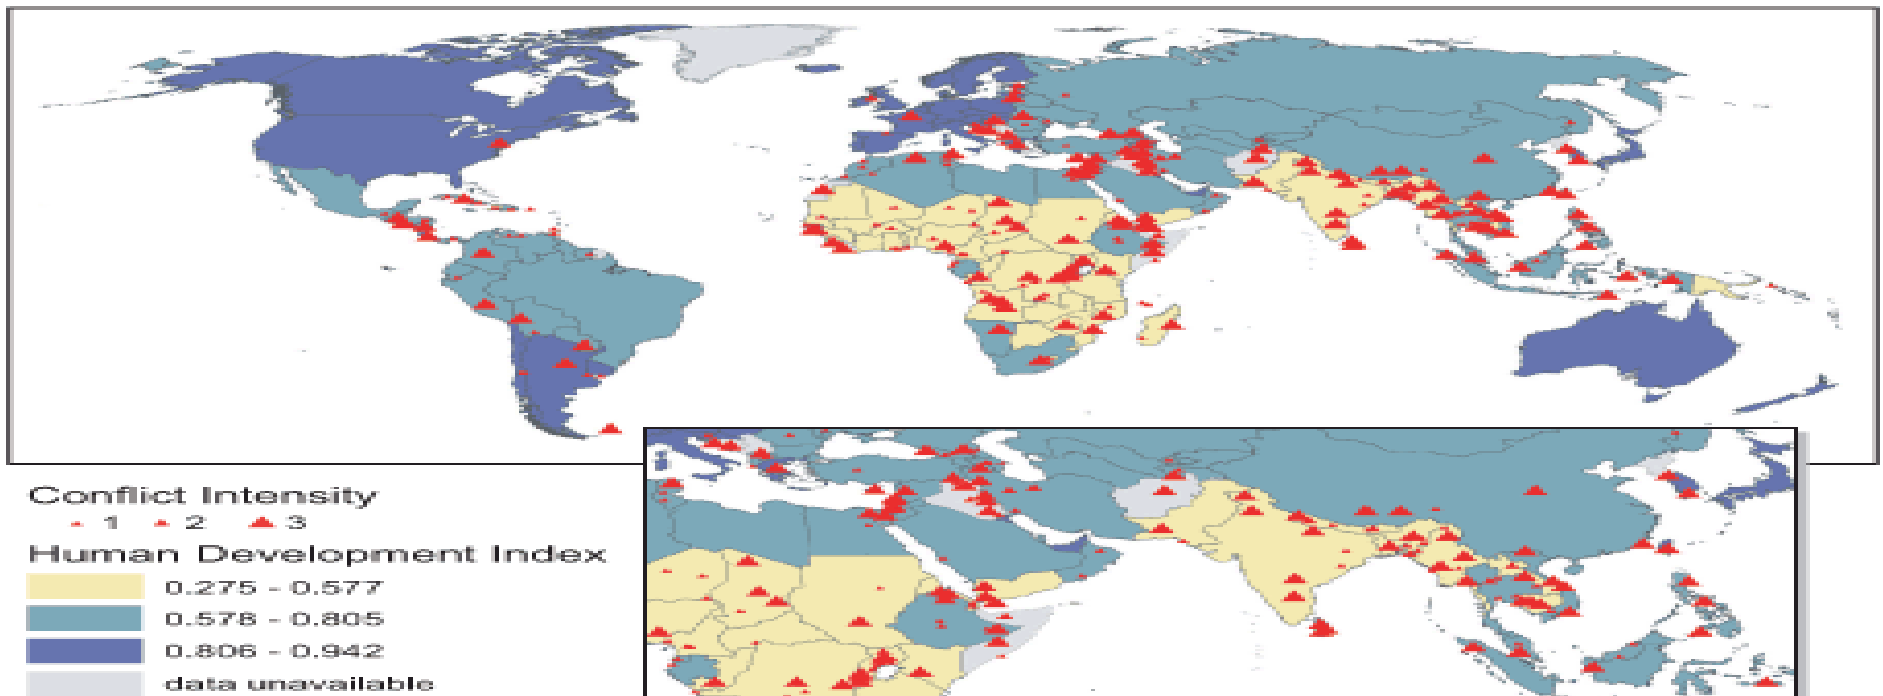 Conflict Intensity
1 2 3
Human Development Index
0.275 - 0.577
0.578 - 0.805
0.806 - 0.942
data unavailable